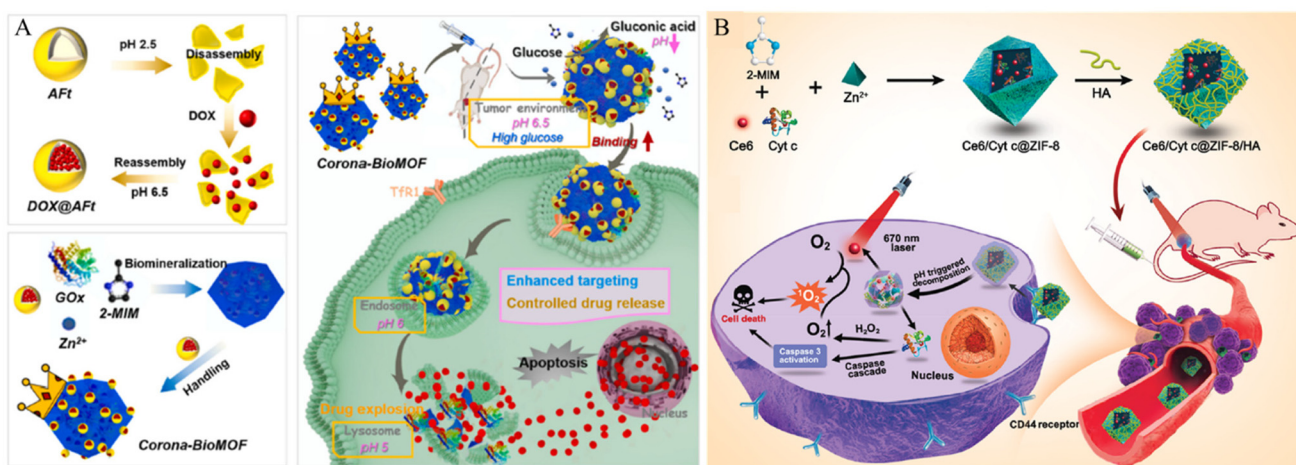 A
AFt
pH 2.5
Disassembly
DOX
Reassembly
pH 6.5
DOX@AFt
GOx
2-MIM
Zn²⁺
Biomineralization
Handling
Corona-BioMOF
Corona-BioMOF
Glucose
Gluconic acid
pH
Tumor environment
pH 6.5
High glucose
Binding
TfR1
Endosome
pH 6
Enhanced targeting
Controlled drug release
Apoptosis
Nucleus
Drug explosion
Lysosome
pH 5
B
2-MIM
+
Ce6 Cyt c
+
Zn²⁺
Ce6/Cyt c@ZIF-8
HA
Ce6/Cyt c@ZIF-8/HA
O₂
670 nm
laser
pH triggered
decomposition
¹O₂
Cell death
O₂
H₂O₂
Caspase 3
activation
Caspase
cascade
Nucleus
CD44 receptor